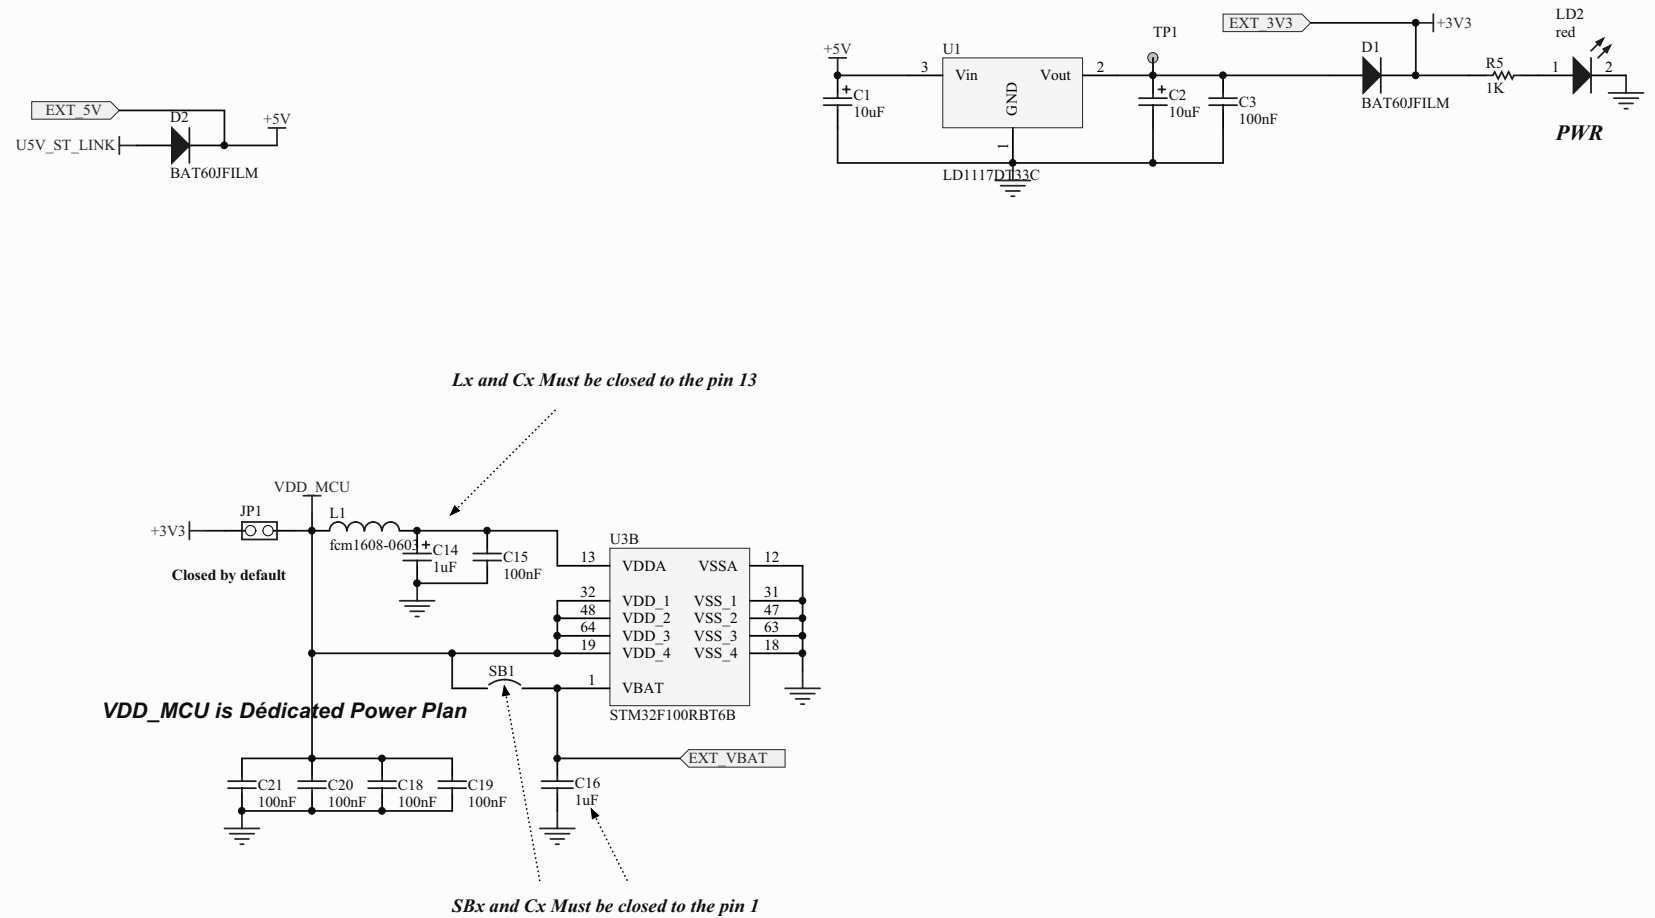 EXT_5V
U5V_ST_LINK
D2
BAT60JFILM
+5V
+5V
C1
10uF
+
3
U1
Vin
Vout
GND
1
LD1117DT33C
2
TP1
+
C2
10uF
C3
100nF
EXT_3V3
+3V3
D1
BAT60JFILM
R5
1K
LD2
red
1
2
PWR
Lx and Cx Must be closed to the pin 13
VDD_MCU
+3V3
JP1
Closed by default
L1
fcm1608-0603
+
C14
1uF
C15
100nF
U3B
13
VDDA
VSSA
12
32
VDD_1
VSS_1
31
48
VDD_2
VSS_2
47
64
VDD_3
VSS_3
63
19
VDD_4
VSS_4
18
SB1
1
VBAT
STM32F100RBT6B
VDD_MCU is Dédicated Power Plan
EXT_VBAT
C21
100nF
C20
100nF
C18
100nF
C19
100nF
C16
1uF
SBx and Cx Must be closed to the pin 1